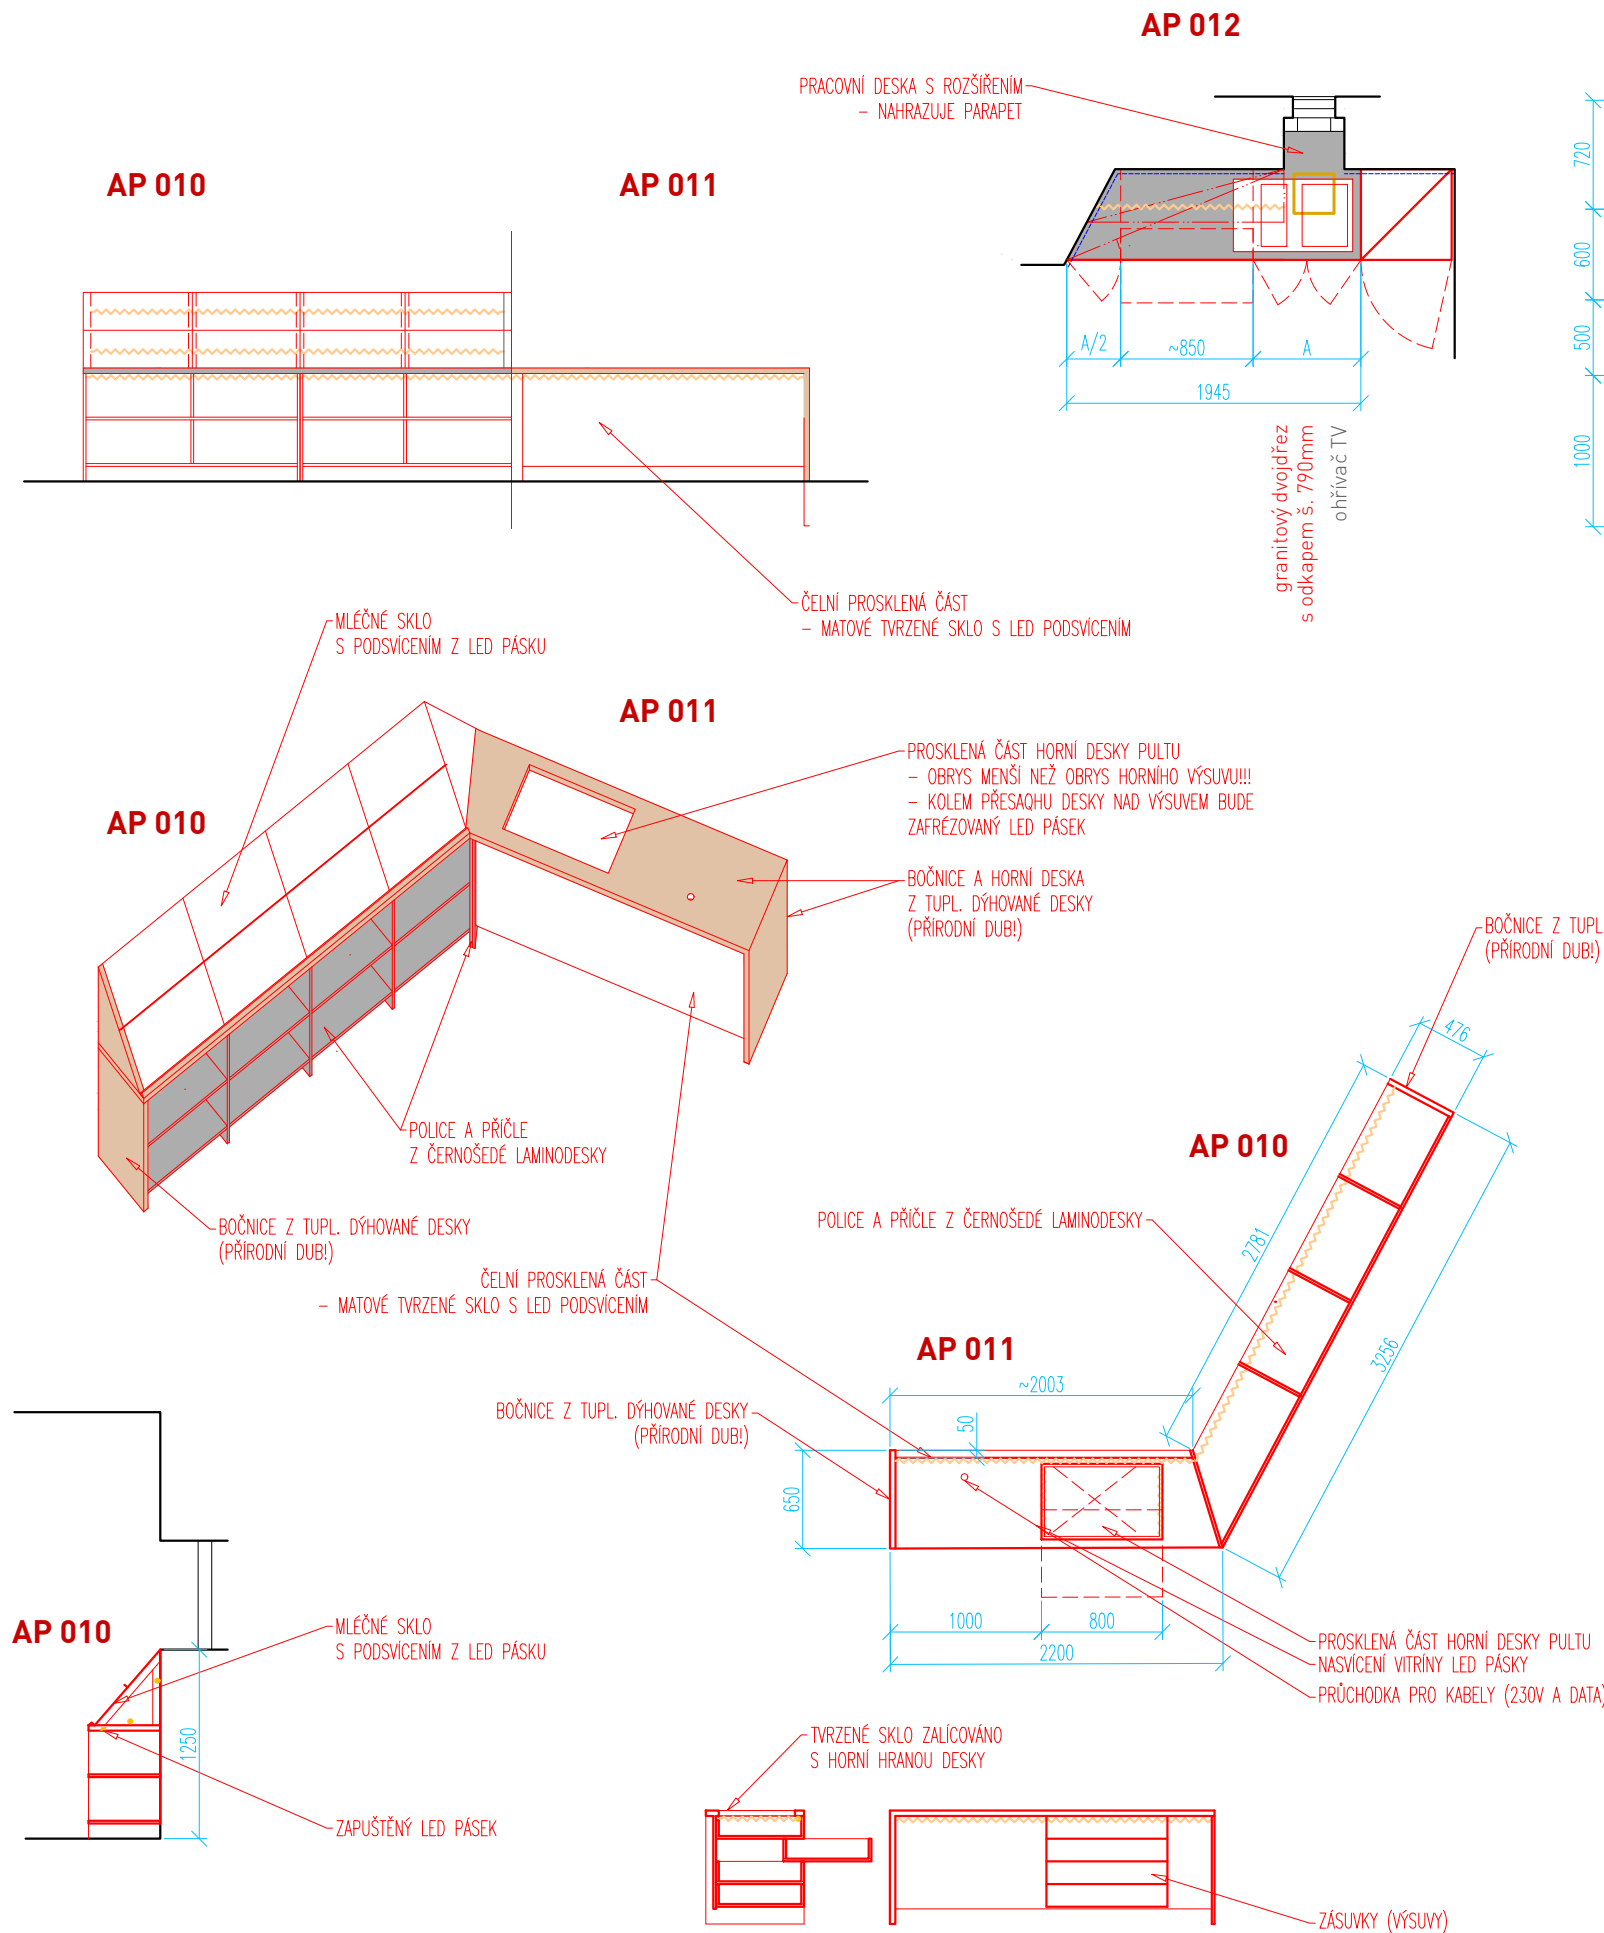 AP 012
PRACOVNÍ DESKA S ROZŠÍŘENÍM
– NAHRAZUJE PARAPET
AP 010
AP 011
720
600
500
1000
A/2
~850
A
1945
granitový dvojdřez
s odkapem š. 790mm
ohřívač TV
ČELNÍ PROSKLENÁ ČÁST
– MATOVÉ TVRZENÉ SKLO S LED PODSVÍCENÍM
MLÉČNÉ SKLO
S PODSVÍCENÍM Z LED PÁSKU
AP 011
AP 010
PROSKLENÁ ČÁST HORNÍ DESKY PULTU
– OBRYS MENŠÍ NEŽ OBRYS HORNÍHO VÝSUVU!!!
– KOLEM PŘESAQHU DESKY NAD VÝSUVEM BUDE
ZAFRÉZOVANÝ LED PÁSEK
BOČNICE A HORNÍ DESKA
Z TUPL. DÝHOVANÉ DESKY
(PŘÍRODNÍ DUB!)
BOČNICE Z TUPL
(PŘÍRODNÍ DUB!)
POLICE A PŘÍČLE
Z ČERNOŠEDÉ LAMINODESKY
BOČNICE Z TUPL. DÝHOVANÉ DESKY
(PŘÍRODNÍ DUB!)
ČELNÍ PROSKLENÁ ČÁST
– MATOVÉ TVRZENÉ SKLO S LED PODSVÍCENÍM
476
AP 010
POLICE A PŘÍČLE Z ČERNOŠEDÉ LAMINODESKY
2781
3256
AP 011
~2003
BOČNICE Z TUPL. DÝHOVANÉ DESKY
(PŘÍRODNÍ DUB!)
50
650
1000
800
2200
PROSKLENÁ ČÁST HORNÍ DESKY PULTU
NASVÍCENÍ VITRÍNY LED PÁSKY
PRŮCHODKA PRO KABELY (230V A DATA)
AP 010
MLÉČNÉ SKLO
S PODSVÍCENÍM Z LED PÁSKU
1250
ZAPUŠTĚNÝ LED PÁSEK
TVRZENÉ SKLO ZALÍCOVÁNO
S HORNÍ HRANOU DESKY
ZÁSUVKY (VÝSUVY)